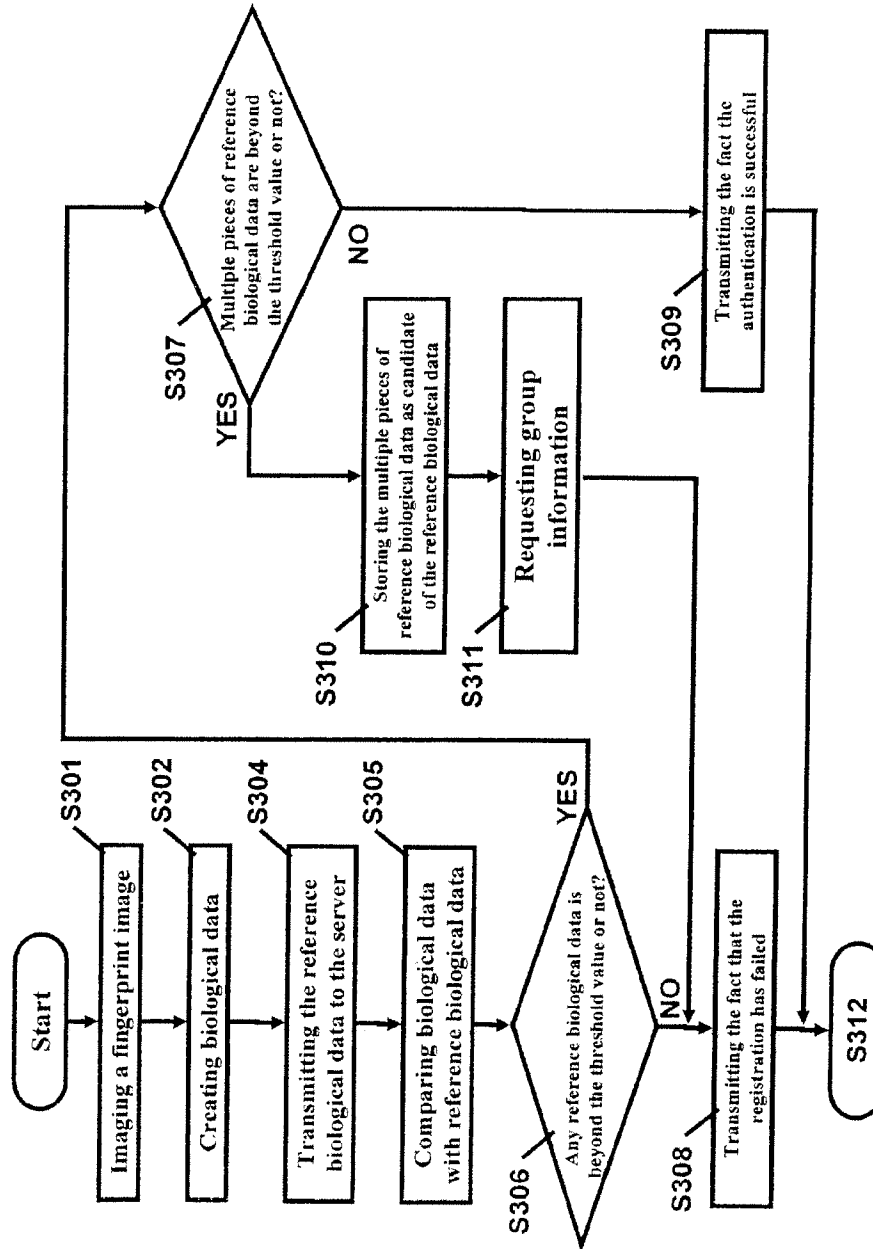 Start
S301
Imaging a fingerprint image
S302
Creating biological data
S304
Transmitting the reference
biological data to the server
S305
Comparing biological data
with reference biological data
S306
Any reference biological data is
beyond the threshold value or not?
YES
NO
S307
Multiple pieces of reference
biological data are beyond
the threshold value or not?
YES
NO
S310
Storing the multiple pieces of
reference biological data as candidate
of the reference biological data
S311
Requesting group
information
S308
Transmitting the fact that the
registration has failed
S309
Transmitting the fact the
authentication is successful
S312